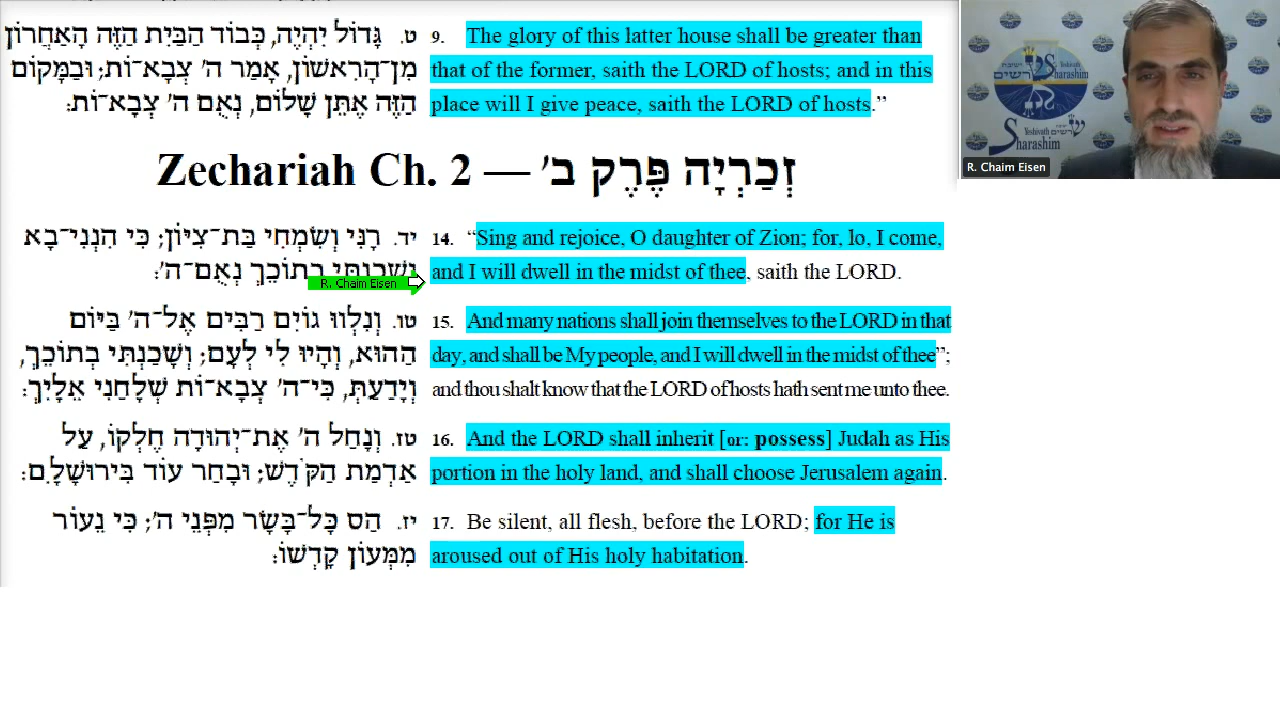 ט. גָּדוֹל יִהְיֶה, כְּבוֹד הַבַּיִת הַזֶּה הָאַחֲרוֹן
מִן־הָרִאשׁוֹן, אָמַר ה' צְבָא־וֹת; וּבַמָּקוֹם
הַזֶּה אֶתֵּן שָׁלוֹם, נְאֻם ה' צְבָא־וֹת:
9. The glory of this latter house shall be greater than
that of the former, saith the LORD of hosts; and in this
place will I give peace, saith the LORD of hosts.”
Zechariah Ch. 2 — זְכַרְיָה פֶּרֶק ב'
יד. רָנִּי וְשִׂמְחִי בַּת־צִיּוֹן; כִּי הִנְנִי־בָא
וְשָׁכַנְתִּי בְתוֹכֵךְ נְאֻם־ה':
14. “Sing and rejoice, O daughter of Zion; for, lo, I come,
and I will dwell in the midst of thee, saith the LORD.
R. Chaim Eisen
טו. וְנִלְווּ גוֹיִם רַבִּים אֶל־ה' בַּיּוֹם
הַהוּא, וְהָיוּ לִי לְעָם; וְשָׁכַנְתִּי בְתוֹכֵךְ,
וְיָדַעַתְּ, כִּי־ה' צְבָא־וֹת שְׁלָחַנִי אֵלָיִךְ:
15. And many nations shall join themselves to the LORD in that
day, and shall be My people, and I will dwell in the midst of thee”;
and thou shalt know that the LORD of hosts hath sent me unto thee.
טז. וְנָחַל ה' אֶת־יְהוּדָה חֶלְקוֹ, עַל
אַדְמַת הַקֹּדֶשׁ; וּבָחַר עוֹד בִּירוּשָׁלָ͏ִם:
16. And the LORD shall inherit [or: possess] Judah as His
portion in the holy land, and shall choose Jerusalem again.
יז. הַס כָּל־בָּשָׂר מִפְּנֵי ה'; כִּי נֵעוֹר
מִמְּעוֹן קָדְשׁוֹ:
17. Be silent, all flesh, before the LORD; for He is
aroused out of His holy habitation.
Sharashim
Yeshivath
Sharashim
R. Chaim Eisen